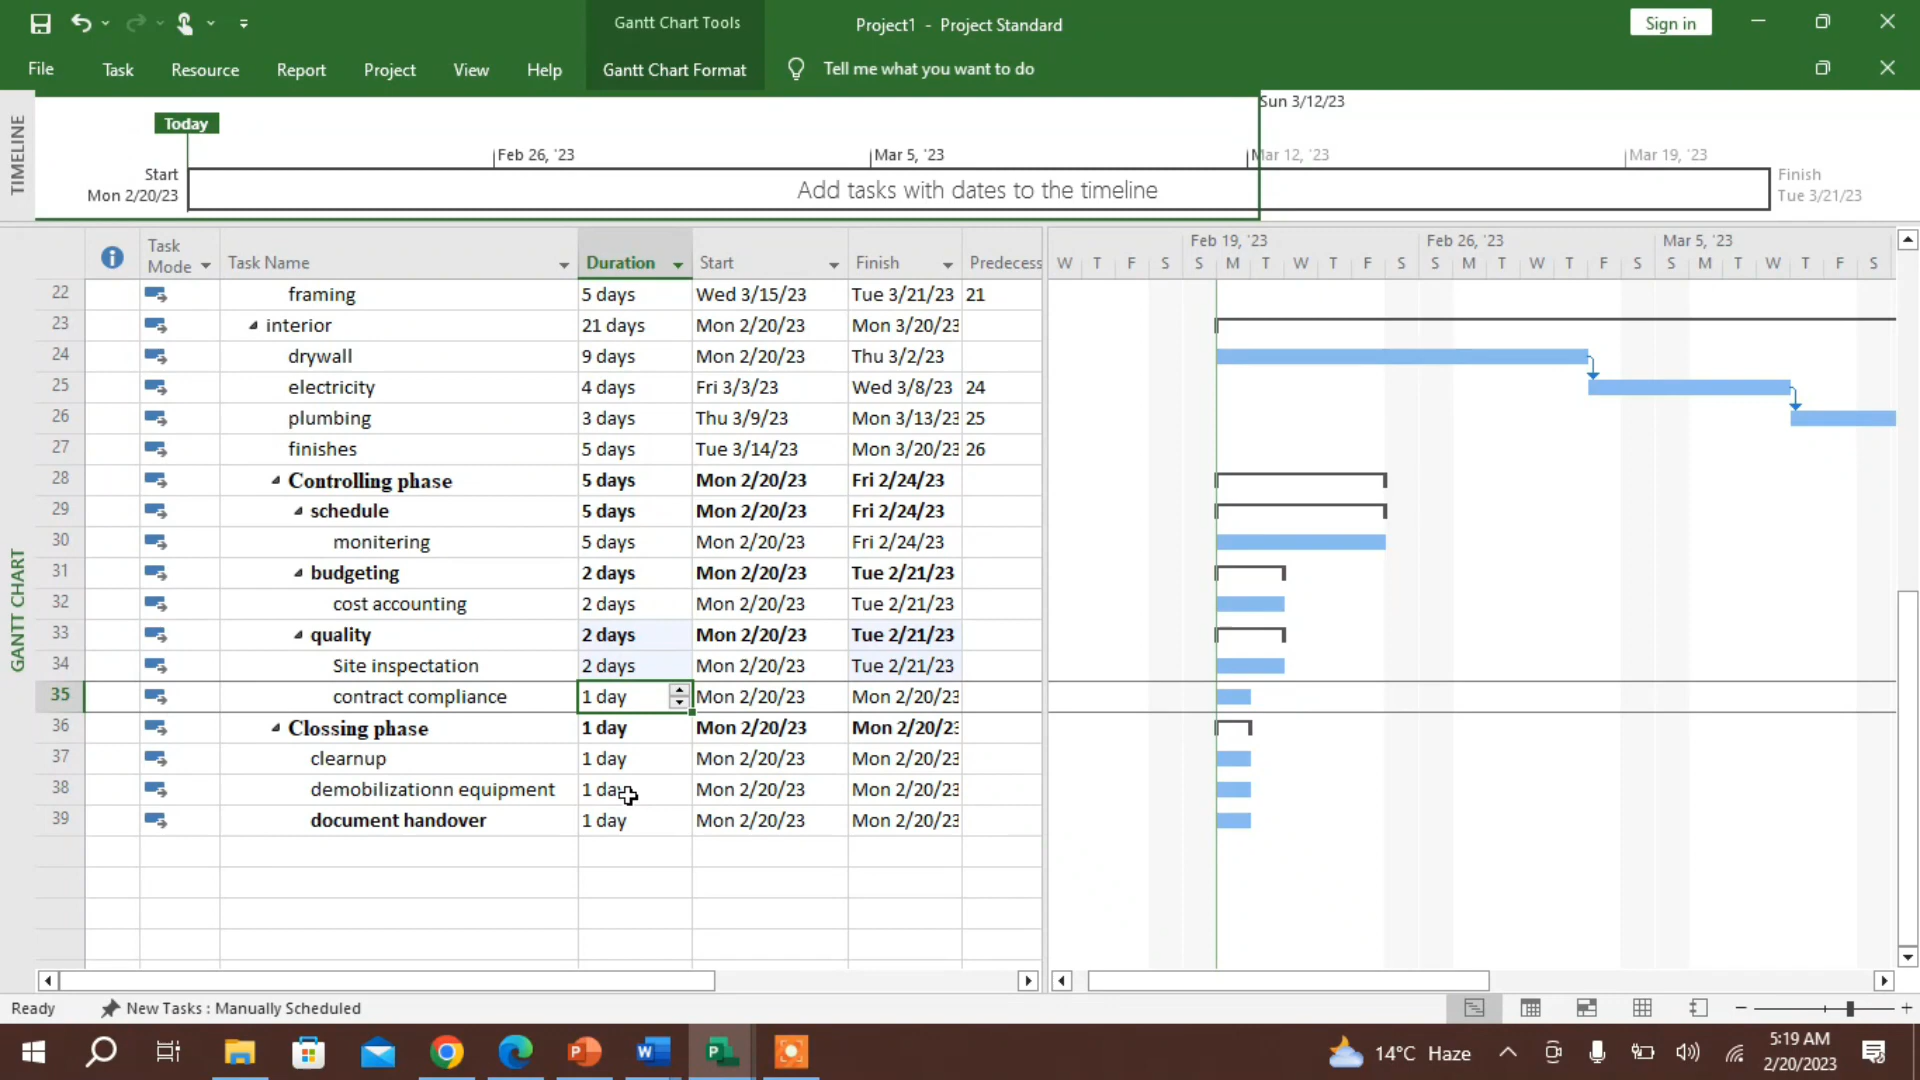 Gantt Chart Tools
Project1 - Project Standard
Sign in
File Task Resource Report Project View Help Gantt Chart Format Tell me what you want to do
TIMELINE
Sun 3/12/23
Today
Feb 26, '23 Mar 5, '23 Mar 12, '23 Mar 19, '23
Start
Mon 2/20/23
Add tasks with dates to the timeline
Finish
Tue 3/21/23
GANTT CHART
Task Mode Task Name Duration Start Finish Predecess
Feb 19, '23 Feb 26, '23 Mar 5, '23
W T F S S M T W T F S S M T W T F S S M T W T F S
22 framing 5 days Wed 3/15/23 Tue 3/21/23 21
23 interior 21 days Mon 2/20/23 Mon 3/20/23
24 drywall 9 days Mon 2/20/23 Thu 3/2/23
25 electricity 4 days Fri 3/3/23 Wed 3/8/23 24
26 plumbing 3 days Thu 3/9/23 Mon 3/13/23 25
27 finishes 5 days Tue 3/14/23 Mon 3/20/23 26
28 Controlling phase 5 days Mon 2/20/23 Fri 2/24/23
29 schedule 5 days Mon 2/20/23 Fri 2/24/23
30 monitering 5 days Mon 2/20/23 Fri 2/24/23
31 budgeting 2 days Mon 2/20/23 Tue 2/21/23
32 cost accounting 2 days Mon 2/20/23 Tue 2/21/23
33 quality 2 days Mon 2/20/23 Tue 2/21/23
34 Site inspectation 2 days Mon 2/20/23 Tue 2/21/23
35 contract compliance 1 day Mon 2/20/23 Mon 2/20/23
36 Clossing phase 1 day Mon 2/20/23 Mon 2/20/23
37 clearnup 1 day Mon 2/20/23 Mon 2/20/23
38 demobilizationn equipment 1 day Mon 2/20/23 Mon 2/20/23
39 document handover 1 day Mon 2/20/23 Mon 2/20/23
Ready New Tasks : Manually Scheduled
14°C Haze
5:19 AM
2/20/2023